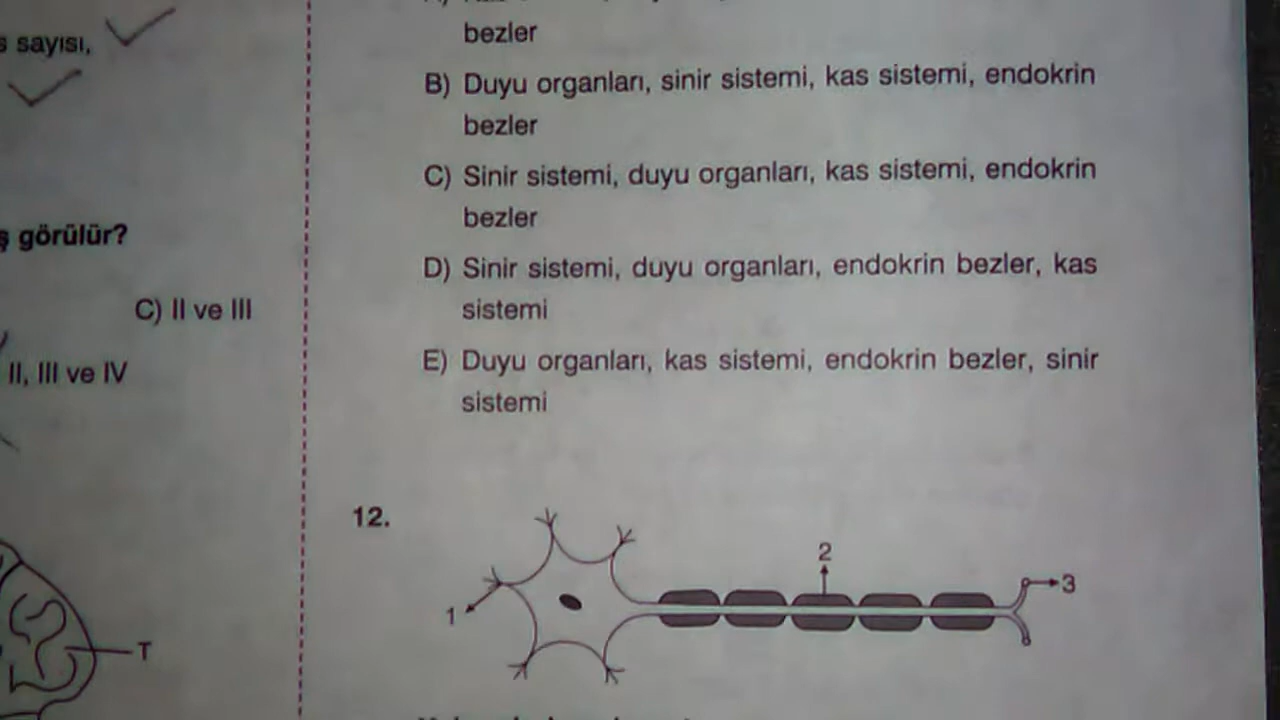 s sayısı,
ş görülür?
C) II ve III
II, III ve IV
T
bezler
B) Duyu organları, sinir sistemi, kas sistemi, endokrin
bezler
C) Sinir sistemi, duyu organları, kas sistemi, endokrin
bezler
D) Sinir sistemi, duyu organları, endokrin bezler, kas
sistemi
E) Duyu organları, kas sistemi, endokrin bezler, sinir
sistemi
12.
2
3
1